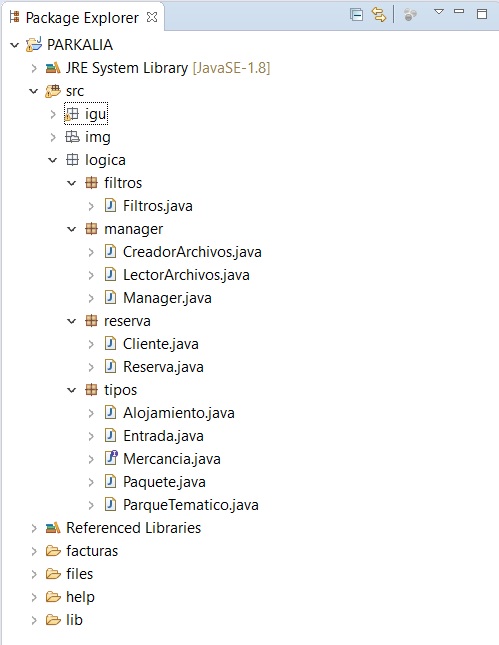 Package Explorer
PARKALIA
JRE System Library [JavaSE-1.8]
src
igu
img
logica
filtros
Filtros.java
manager
CreadorArchivos.java
LectorArchivos.java
Manager.java
reserva
Cliente.java
Reserva.java
tipos
Alojamiento.java
Entrada.java
Mercancia.java
Paquete.java
ParqueTematico.java
Referenced Libraries
facturas
files
help
lib